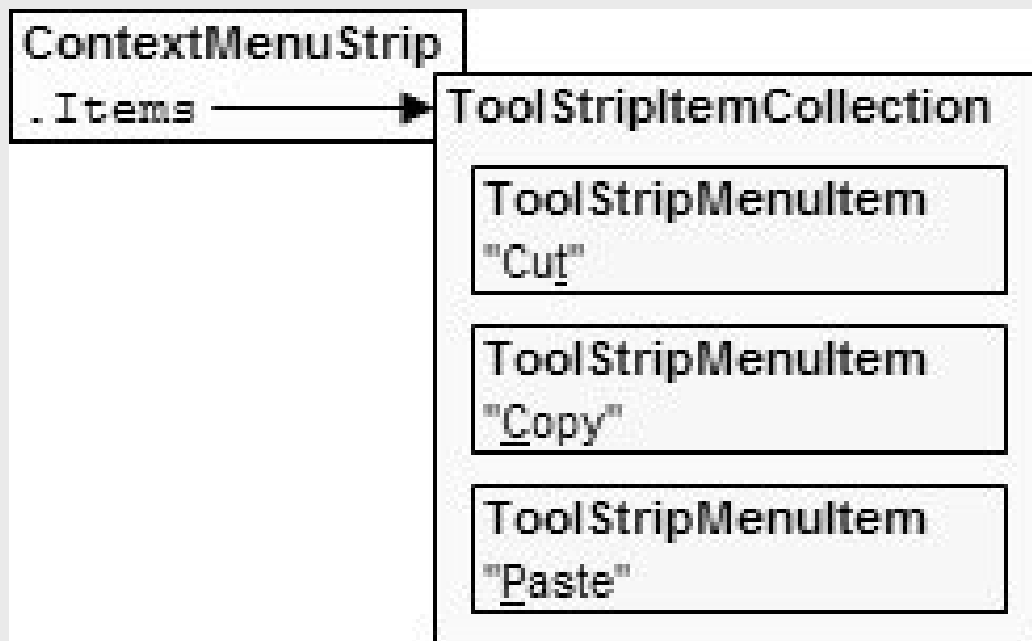 ContextMenuStrip
.Items
ToolStripItemCollection
ToolStripMenuItem
"Cut"
ToolStripMenuItem
"Copy"
ToolStripMenuItem
"Paste"